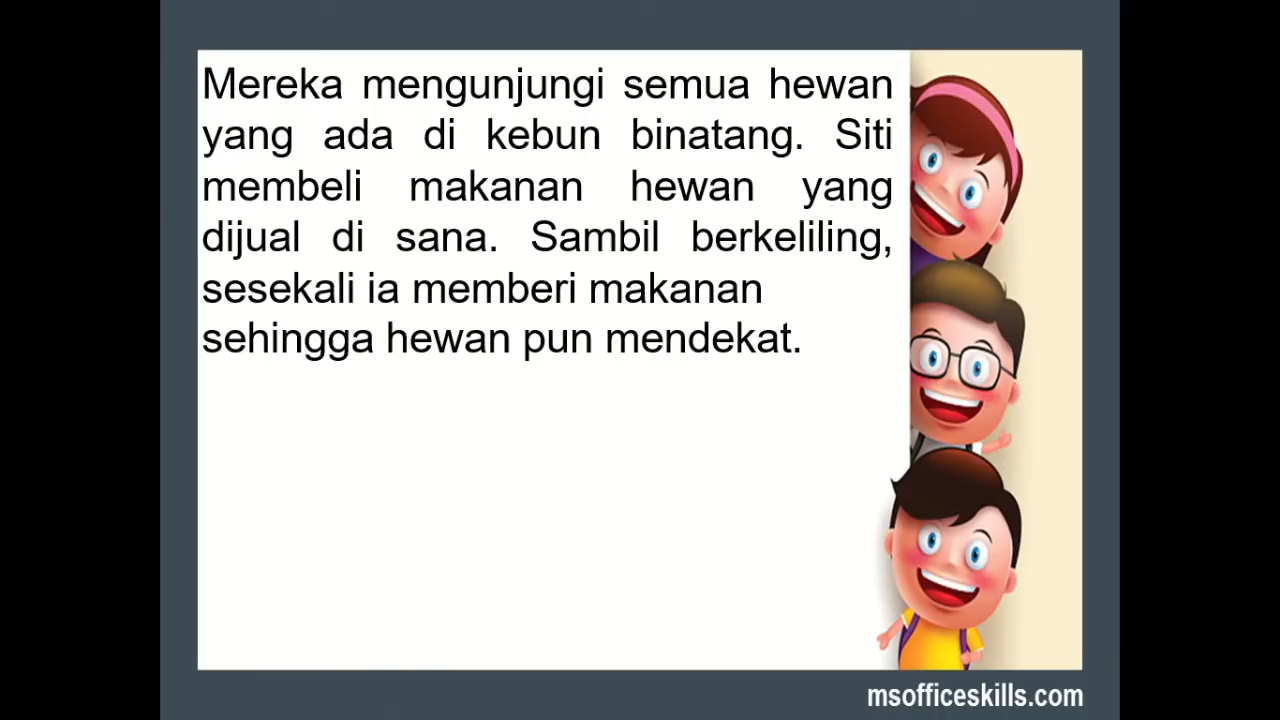 Mereka mengunjungi semua hewan
yang ada di kebun binatang. Siti
membeli makanan hewan yang
dijual di sana. Sambil berkeliling,
sesekali ia memberi makanan
sehingga hewan pun mendekat.
msofficeskills.com